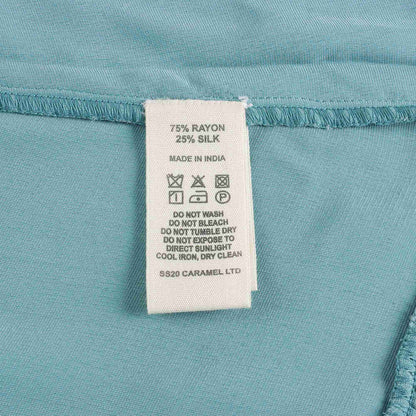 75% RAYON
25% SILK
MADE IN INDIA
DO NOT WASH
DO NOT BLEACH
DO NOT TUMBLE DRY
DO NOT EXPOSE TO
DIRECT SUNLIGHT
COOL IRON, DRY CLEAN
SS20 CARAMEL LTD